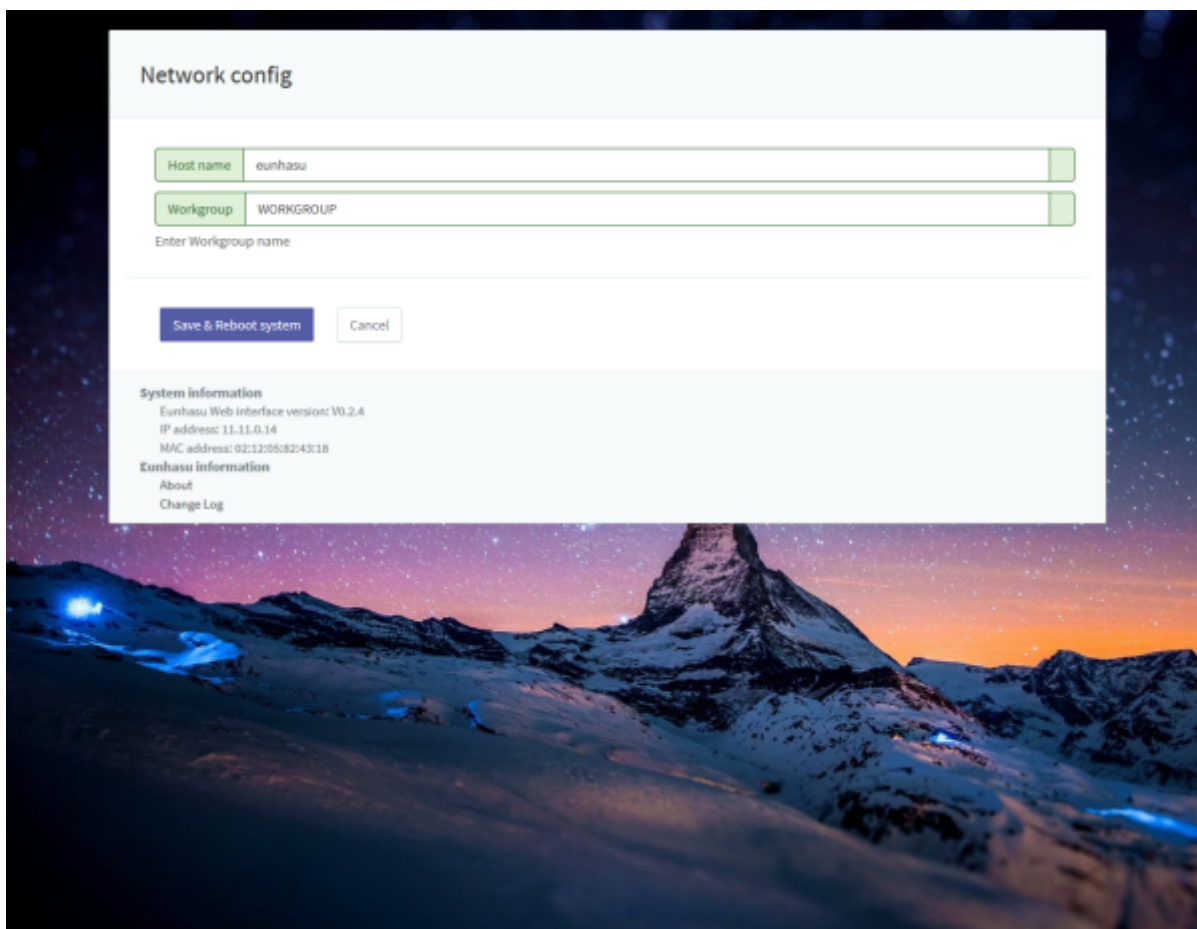 Network config
Host name eunhasu
Workgroup WORKGROUP
Enter Workgroup name
Save & Reboot system Cancel
System information
Eunhasu Web interface version: V0.2.4
IP address: 11.11.0.14
MAC address: 02:12:05:82:43:18
Eunhasu information
About
Change Log